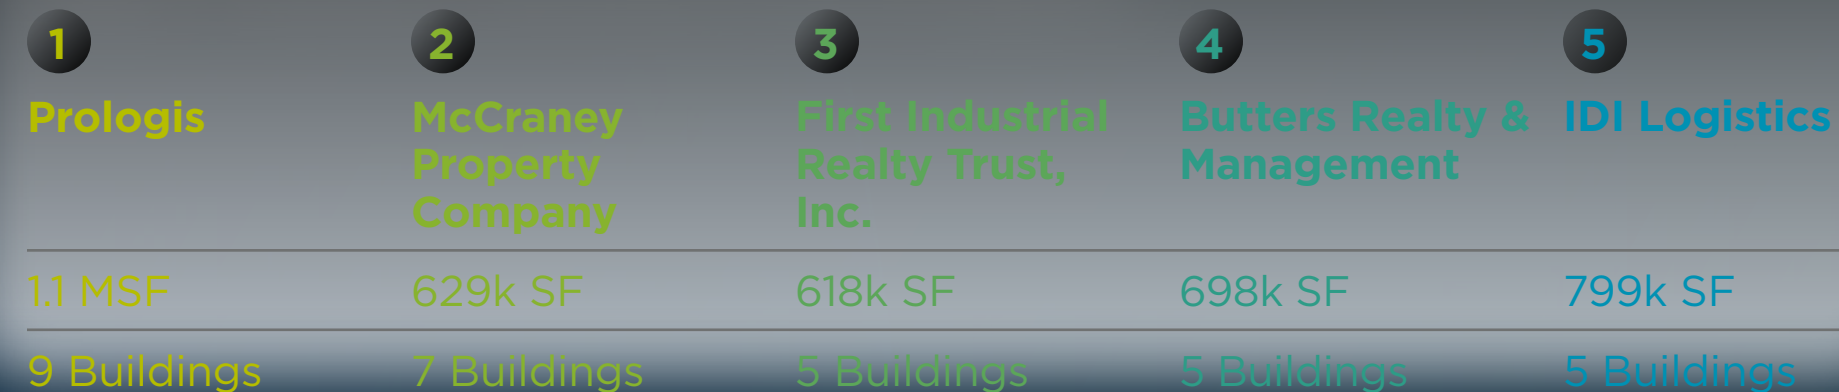 1
Prologis
1.1 MSF
9 Buildings
2
McCraney
Property
Company
629k SF
7 Buildings
3
First Industrial
Realty Trust,
Inc.
618k SF
5 Buildings
4
Butters Realty &
Management
698k SF
5 Buildings
5
IDI Logistics
799k SF
5 Buildings